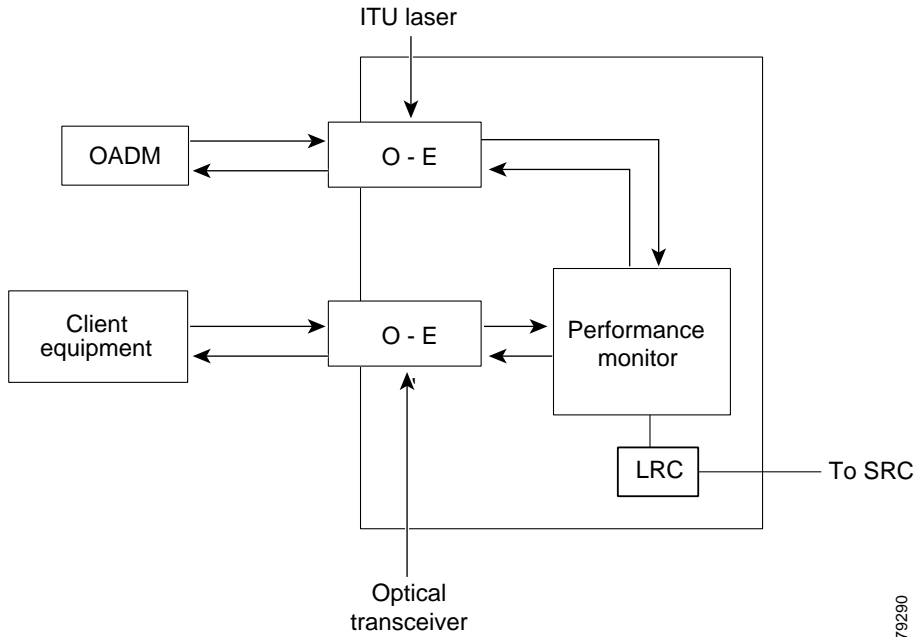 ITU laser
OADM
O - E
Client
equipment
O - E
Performance
monitor
LRC
To SRC
Optical
transceiver
79290